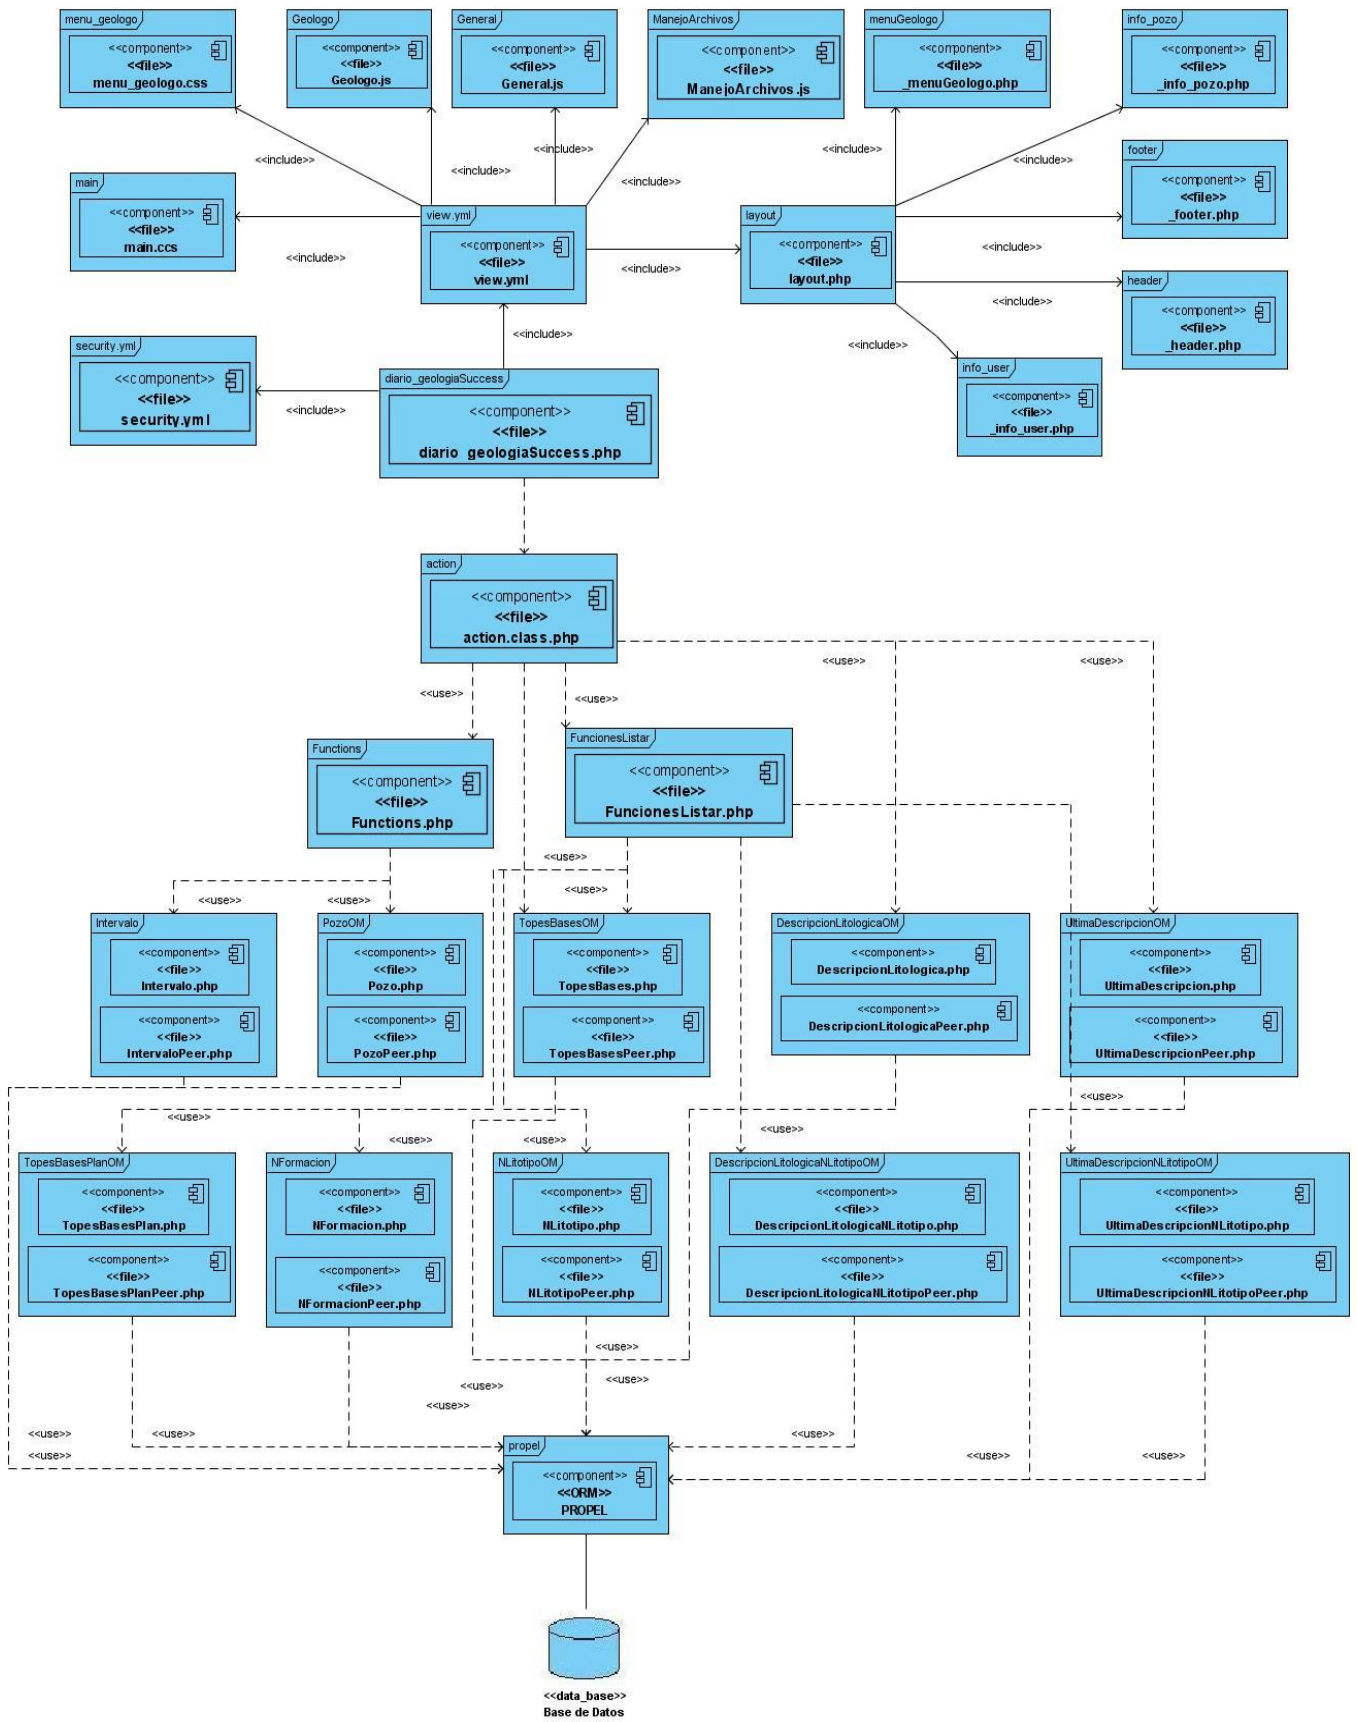 menu_geologo
<<component>>
<<file>>
menu_geologo.css
Geologo
<<component>>
<<file>>
Geologo.js
General
<<component>>
<<file>>
General.js
ManejoArchivos
<<component>>
<<file>>
ManejoArchivos.js
menuGeologo
<<component>>
<<file>>
_menuGeologo.php
info_pozo
<<component>>
<<file>>
_info_pozo.php
<<include>>
<<include>>
<<include>>
<<include>>
<<include>>
<<include>>
main
<<component>>
<<file>>
main.ccs
view.yml
<<component>>
<<file>>
view.yml
layout
<<component>>
<<file>>
layout.php
footer
<<component>>
<<file>>
_footer.php
<<include>>
<<include>>
<<include>>
header
<<component>>
<<file>>
_header.php
<<include>>
<<include>>
<<include>>
security.yml
<<component>>
<<file>>
security.yml
<<include>>
diario_geologiaSuccess
<<component>>
<<file>>
diario_geologiaSuccess.php
info_user
<<component>>
<<file>>
_info_user.php
action
<<component>>
<<file>>
action.class.php
<<use>>
<<use>>
<<use>>
<<use>>
Functions
<<component>>
<<file>>
Functions.php
FuncionesListar
<<component>>
<<file>>
FuncionesListar.php
<<use>>
<<use>>
<<use>>
<<use>>
Intervalo
<<component>>
<<file>>
Intervalo.php
<<component>>
<<file>>
IntervaloPeer.php
PozoOM
<<component>>
<<file>>
Pozo.php
<<component>>
<<file>>
PozoPeer.php
TopesBasesOM
<<component>>
<<file>>
TopesBases.php
<<component>>
<<file>>
TopesBasesPeer.php
DescripcionLitologicaOM
<<component>>
DescripcionLitologica.php
<<component>>
DescripcionLitologicaPeer.php
UltimaDescripcionOM
<<component>>
<<file>>
UltimaDescripcion.php
<<component>>
<<file>>
UltimaDescripcionPeer.php
<<use>>
<<use>>
<<use>>
<<use>>
<<use>>
TopesBasesPlanOM
<<component>>
<<file>>
TopesBasesPlan.php
<<component>>
<<file>>
TopesBasesPlanPeer.php
NFormacion
<<component>>
<<file>>
NFormacion.php
<<component>>
<<file>>
NFormacionPeer.php
NLitotipoOM
<<component>>
<<file>>
NLitotipo.php
<<component>>
<<file>>
NLitotipoPeer.php
DescripcionLitologicaNLitotipoOM
<<component>>
<<file>>
DescripcionLitologicaNLitotipo.php
<<component>>
<<file>>
DescripcionLitologicaNLitotipoPeer.php
UltimaDescripcionNLitotipoOM
<<component>>
<<file>>
UltimaDescripcionNLitotipo.php
<<component>>
<<file>>
UltimaDescripcionNLitotipoPeer.php
<<use>>
<<use>>
<<use>>
<<use>>
<<use>>
<<use>>
<<use>>
<<use>>
<<use>>
<<use>>
propel
<<component>>
<<ORM>>
PROPEL
<<data_base>>
Base de Datos